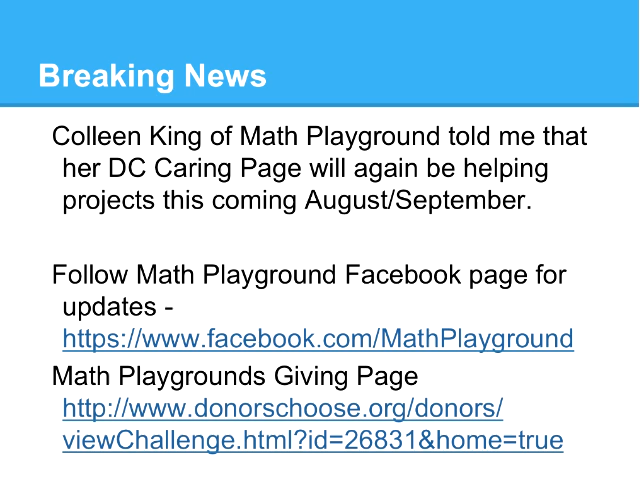 Breaking News
Colleen King of Math Playground told me that
her DC Caring Page will again be helping
projects this coming August/September.
Follow Math Playground Facebook page for
updates -
https://www.facebook.com/MathPlayground
Math Playgrounds Giving Page
http://www.donorschoose.org/donors/
viewChallenge.html?id=26831&home=true